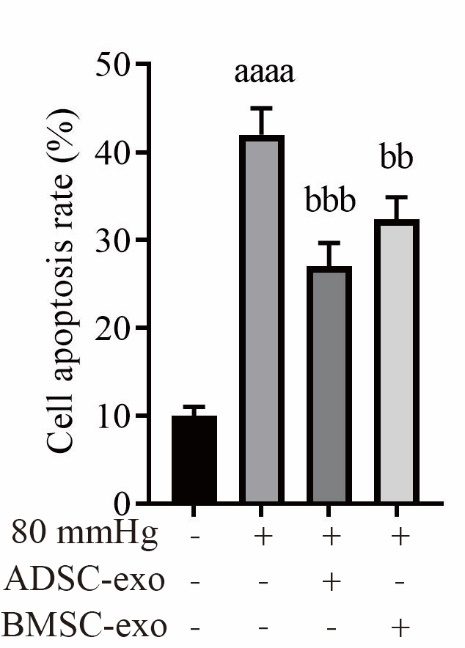 50
aaaa
40
bb
bbb
30
20
10
0
Cell apoptosis rate (%)
80 mmHg - + + +
ADSC-exo - - + -
BMSC-exo - - - +